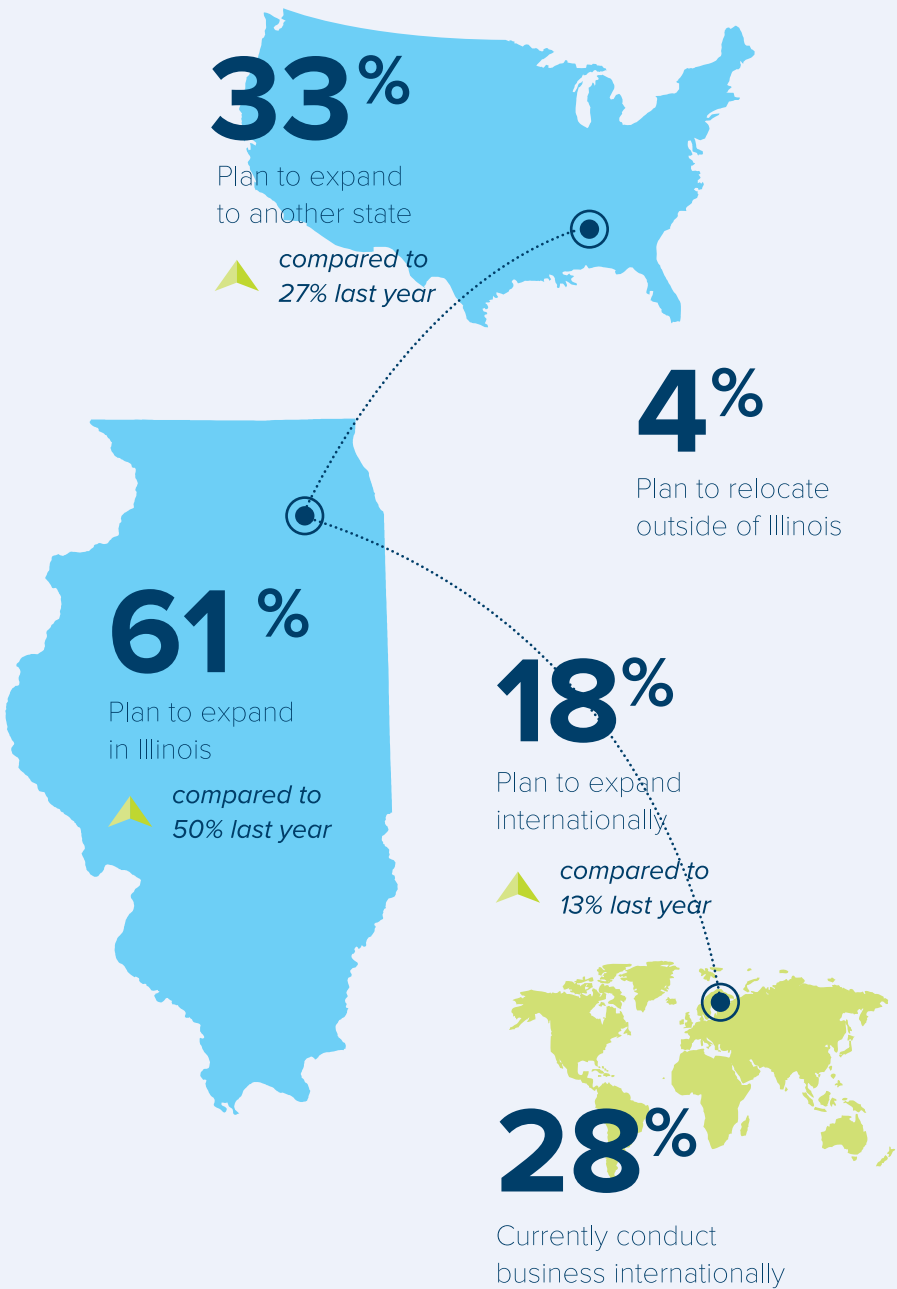 33%
Plan to expand
to another state
compared to
27% last year
4%
Plan to relocate
outside of Illinois
61 %
Plan to expand
in Illinois
compared to
50% last year
18%
Plan to expand
internationally
compared to
13% last year
28%
Currently conduct
business internationally